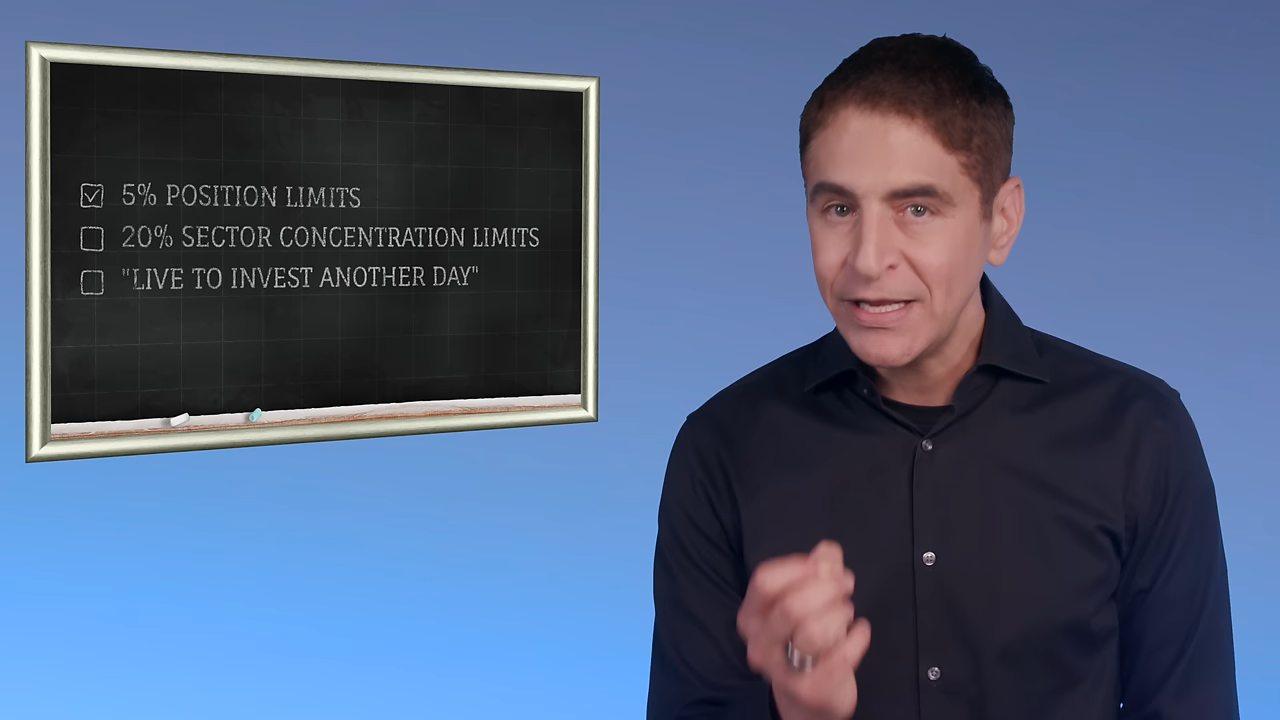 5% POSITION LIMITS
20% SECTOR CONCENTRATION LIMITS
"LIVE TO INVEST ANOTHER DAY"